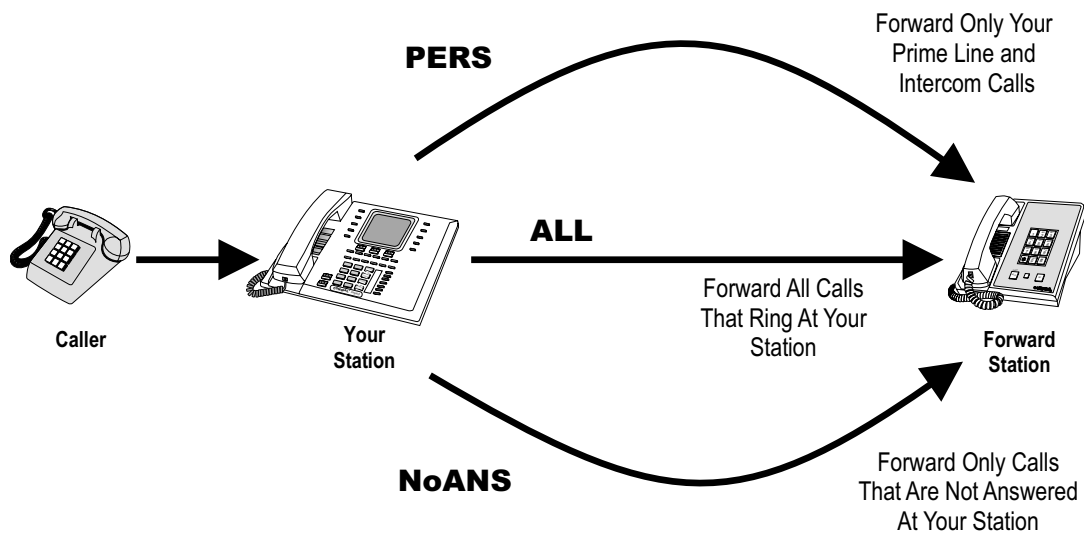 PERS
Forward Only Your
Prime Line and
Intercom Calls
ALL
Forward All Calls
That Ring At Your
Station
Caller
Your
Station
Forward
Station
NoANS
Forward Only Calls
That Are Not Answered
At Your Station